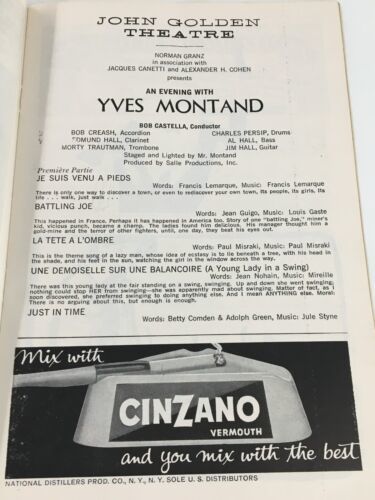 JOHN GOLDEN
THEATRE
NORMAN GRANZ
in association with
JACQUES CANETTI and ALEXANDER H. COHEN
presents
AN EVENING WITH
YVES MONTAND
BOB CASTELLA, Conductor
BOB CREASH, Accordion CHARLES PERSIP, Drums
EDMUND HALL, Clarinet AL HALL, Bass
MORTY TRAUTMAN, Trombone JIM HALL, Guitar
Staged and Lighted by Mr. Montand
Produced by Salle Productions, Inc.
Première Partie
JE SUIS VENU A PIEDS
Words: Francis Lemarque, Music: Francis Lemarque
There is only one way to discover a town, or even to rediscover your own, its people, its girls, its
life . . . walk, just walk . . .
BATTLING JOE
Words: Jean Guigo, Music: Louis Gaste
This happened in France. Perhaps it has happened in America too. Story of one "battling Joe," miner's
kid, vicious punch, became a champ. The ladies found him delicious. His manager thought him a
gold-mine and the terror of other fighters, until, one day, they beat his eyes out.
LA TETE A L'OMBRE
Words: Paul Misraki, Music: Paul Misraki
This is the theme song of a lazy man, whose idea of ecstasy is to lie beneath a tree, with his head in
the shade, and his feet in the sun, watching the girl in the window across the way.
UNE DEMOISELLE SUR UNE BALANCOIRE (A Young Lady in a Swing)
Words: Jean Nohain, Music: Mireille
There was this young lady at the fair standing on a swing, swinging. Up and down she went swinging;
nothing could stop HER from swinging—she was apparently mad about swinging. Matter of fact, as I
soon discovered, she preferred swinging to doing anything else. And I mean ANYTHING else. Moral:
There is no arguing about this, but enough is enough.
JUST IN TIME
Words: Betty Comden & Adolph Green, Music: Jule Styne
Mix with
CINZANO
VERMOUTH
and you mix with the best
NATIONAL DISTILLERS PROD. CO., N. Y., N. Y. SOLE U. S. DISTRIBUTORS